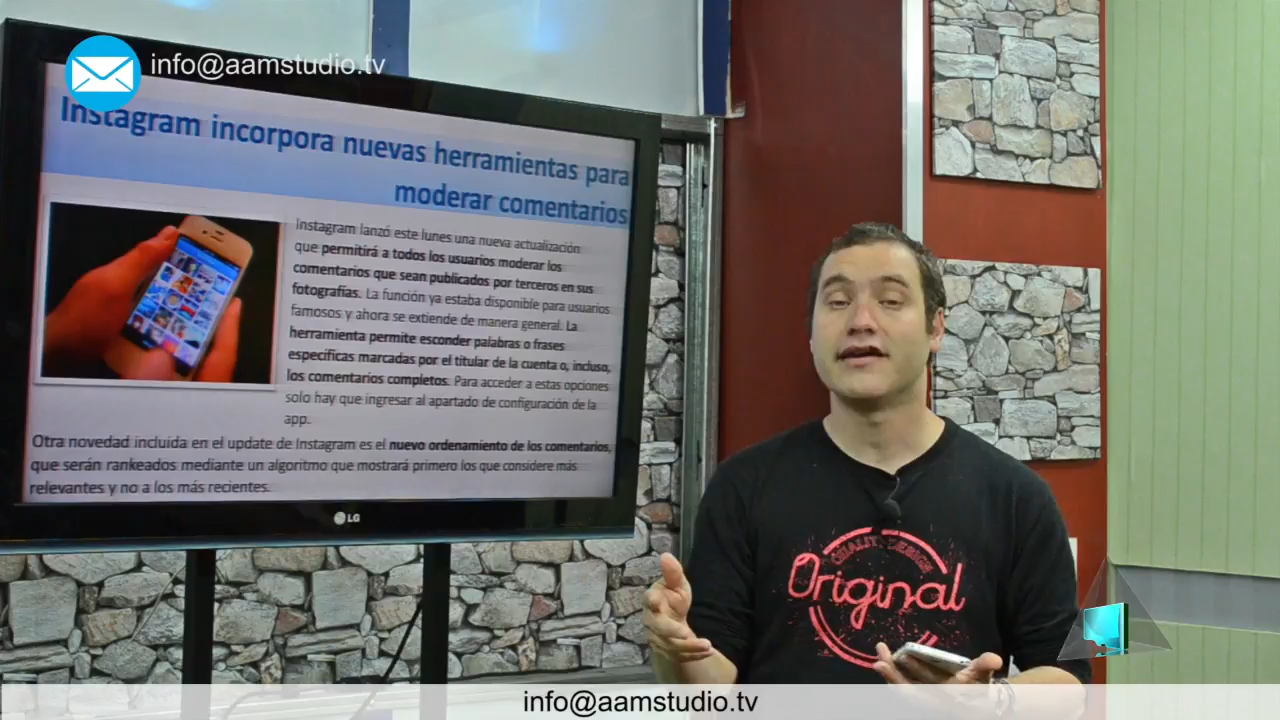 info@aamstudio.tv
Instagram incorpora nuevas herramientas para
moderar comentarios
Instagram lanzó este lunes una nueva actualización
que permitirá a todos los usuarios moderar los
comentarios que sean publicados por terceros en sus
fotografías. La función ya estaba disponible para usuarios
famosos y ahora se extiende de manera general. La
herramienta permite esconder palabras o frases
específicas marcadas por el titular de la cuenta o, incluso,
los comentarios completos. Para acceder a estas opciones
solo hay que ingresar al apartado de configuración de la
app.
Otra novedad incluida en el update de Instagram es el nuevo ordenamiento de los comentarios,
que serán rankeados mediante un algoritmo que mostrará primero los que considere más
relevantes y no a los más recientes.
LG
QUALITY DESIGN
Original
info@aamstudio.tv